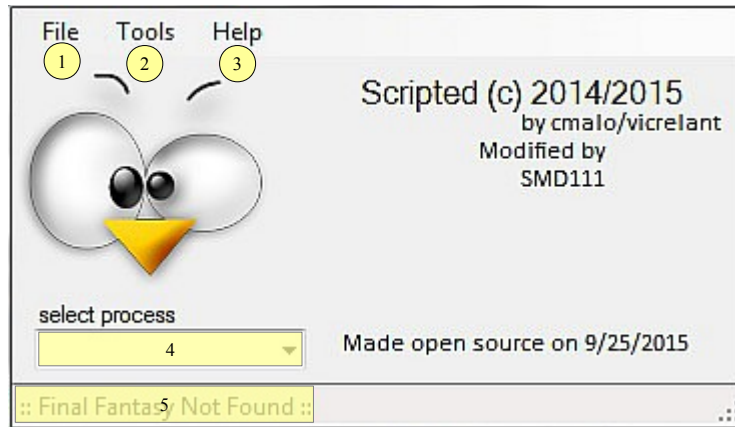 File Tools Help
1 2 3
Scripted (c) 2014/2015
by cmalo/vicrelant
Modified by
SMD111
select process
4
Made open source on 9/25/2015
:: Final Fantasy Not Found ::
5